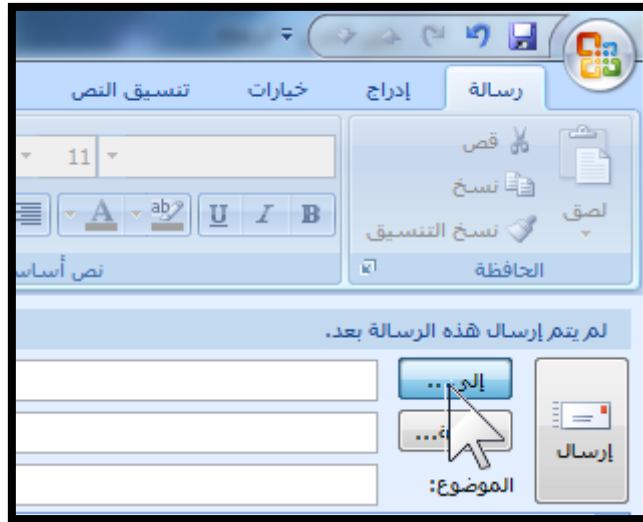 رسالة إدراج خيارات تنسيق النص
قص
نسخ
نسخ التنسيق
لصق
11
B I U ab A
الحافظة
نص أساس
لم يتم إرسال هذه الرسالة بعد.
إلى...
إرسال
الموضوع: